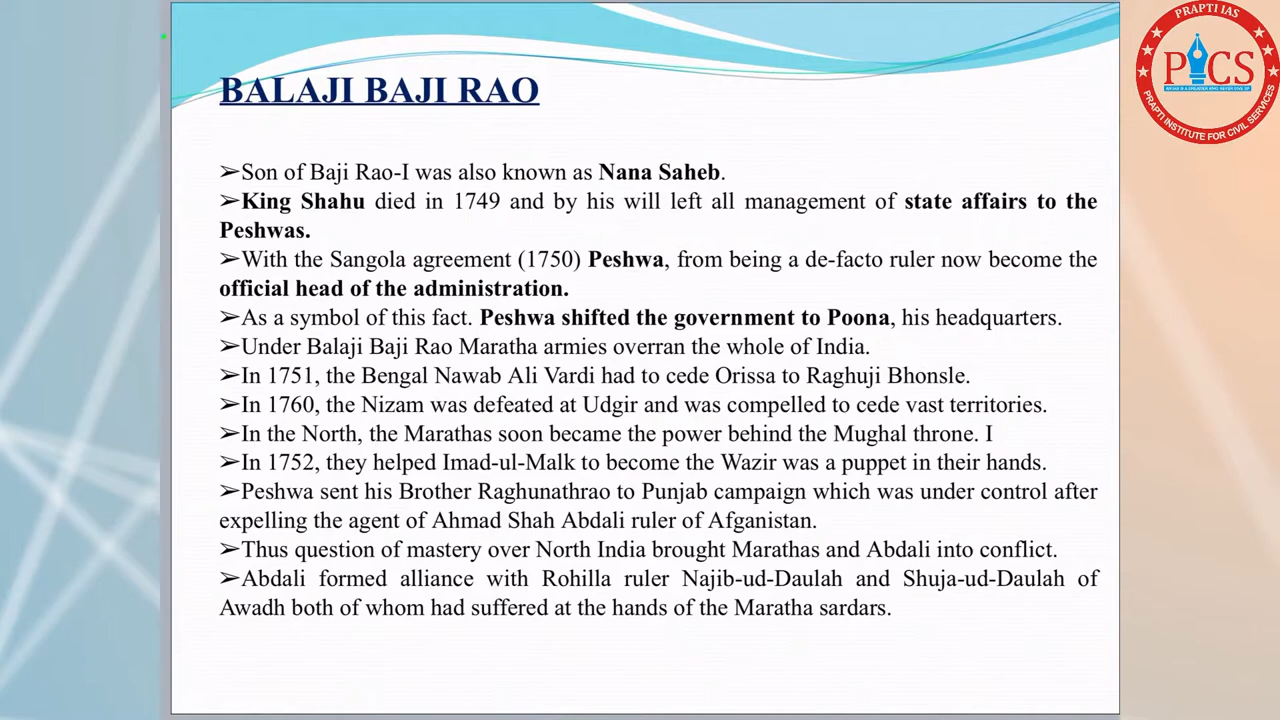 BALAJI BAJI RAO
➢Son of Baji Rao-I was also known as Nana Saheb.
➢King Shahu died in 1749 and by his will left all management of state affairs to the
Peshwas.
➢With the Sangola agreement (1750) Peshwa, from being a de-facto ruler now become the
official head of the administration.
➢As a symbol of this fact. Peshwa shifted the government to Poona, his headquarters.
➢Under Balaji Baji Rao Maratha armies overran the whole of India.
➢In 1751, the Bengal Nawab Ali Vardi had to cede Orissa to Raghuji Bhonsle.
➢In 1760, the Nizam was defeated at Udgir and was compelled to cede vast territories.
➢In the North, the Marathas soon became the power behind the Mughal throne. I
➢In 1752, they helped Imad-ul-Malk to become the Wazir was a puppet in their hands.
➢Peshwa sent his Brother Raghunathrao to Punjab campaign which was under control after
expelling the agent of Ahmad Shah Abdali ruler of Afganistan.
➢Thus question of mastery over North India brought Marathas and Abdali into conflict.
➢Abdali formed alliance with Rohilla ruler Najib-ud-Daulah and Shuja-ud-Daulah of
Awadh both of whom had suffered at the hands of the Maratha sardars.
PRAPTI IAS
PICS
PRAPTI INSTITUTE FOR CIVIL SERVICES